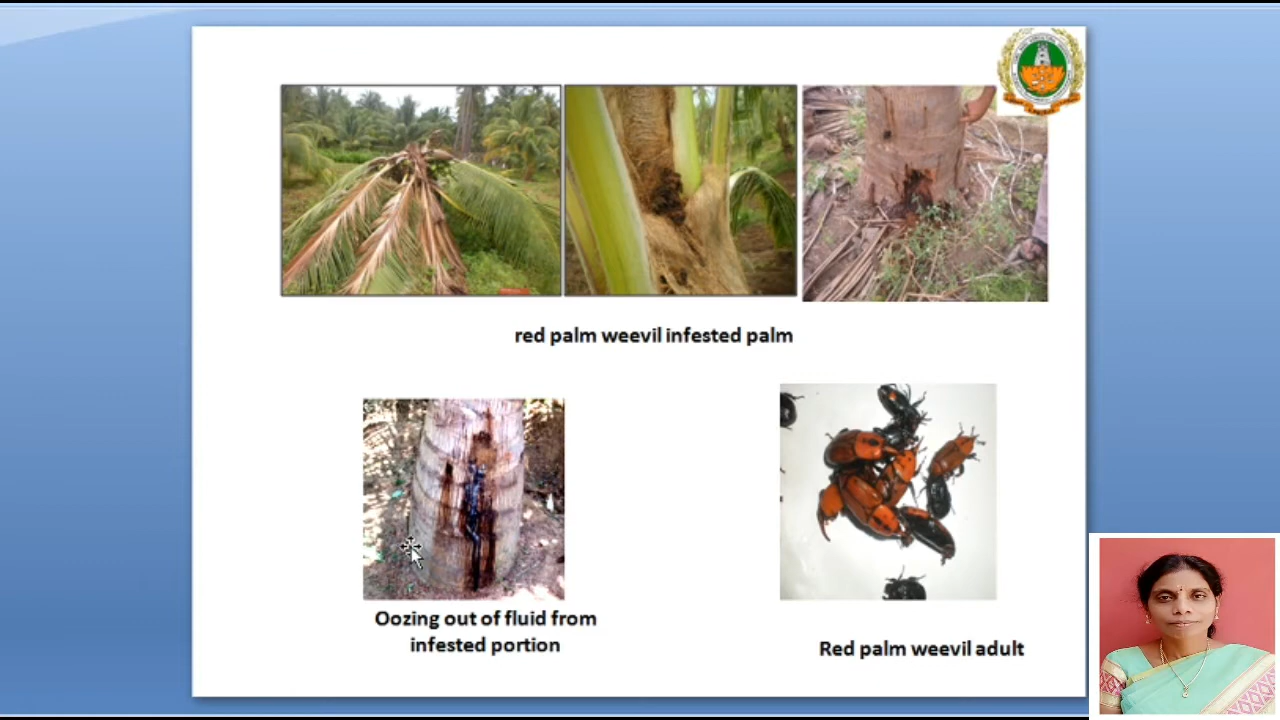 red palm weevil infested palm
Oozing out of fluid from
infested portion
Red palm weevil adult